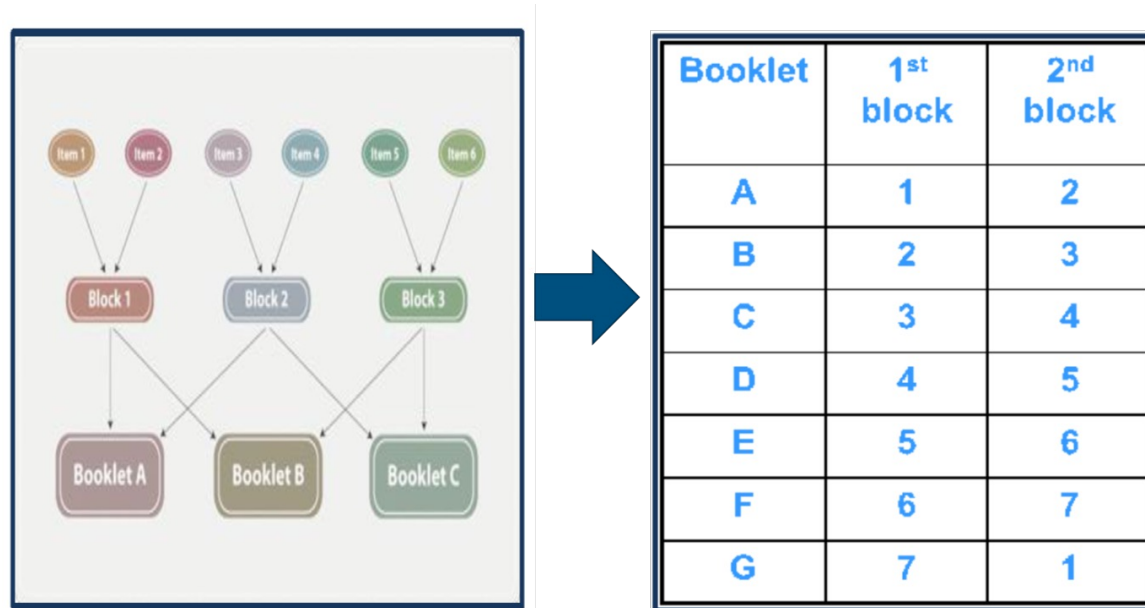 Item 1 Item 2 Item 3 Item 4 Item 5 Item 6
Block 1 Block 2 Block 3
Booklet A Booklet B Booklet C
Booklet 1st block 2nd block
A 1 2
B 2 3
C 3 4
D 4 5
E 5 6
F 6 7
G 7 1